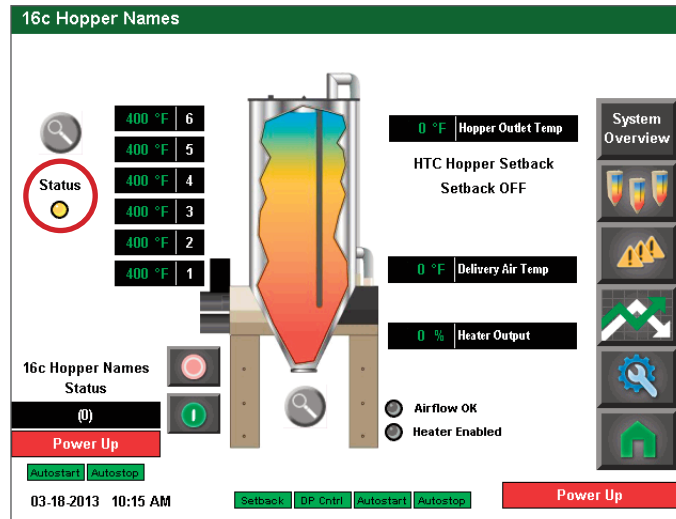 16c Hopper Names
400 °F 6
400 °F 5
400 °F 4
400 °F 3
400 °F 2
400 °F 1
Status
0 °F Hopper Outlet Temp
HTC Hopper Setback
Setback OFF
0 °F Delivery Air Temp
0 % Heater Output
System
Overview
16c Hopper Names
Status
(0)
Power Up
Autostart Autostop
03-18-2013 10:15 AM
Airflow OK
Heater Enabled
Setback DP Cntrl Autostart Autostop
Power Up